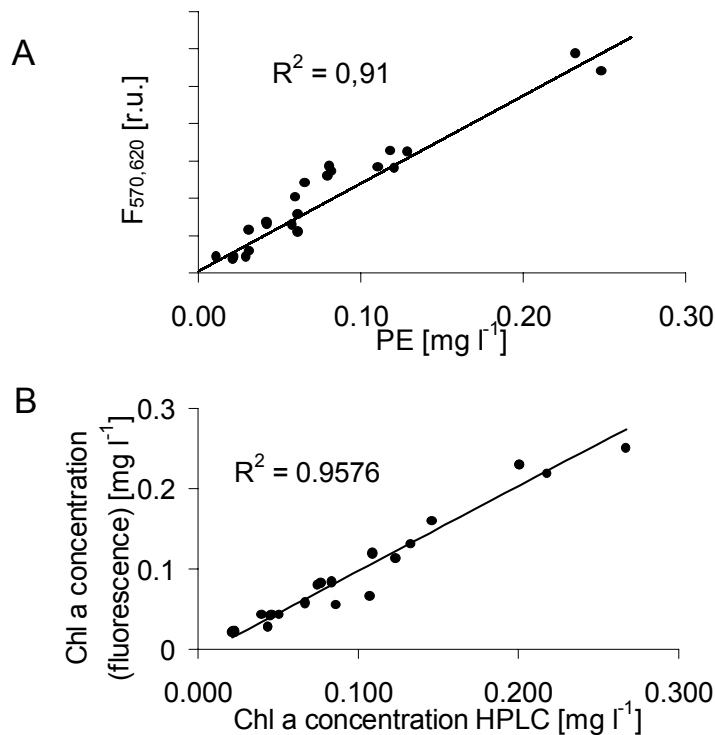 A
F570,620 [r.u.]
R² = 0,91
0.00 0.10 0.20 0.30
PE [mg l⁻¹]
B
Chl a concentration
(fluorescence) [mg l⁻¹]
0.3
0.2
0.1
0
R² = 0.9576
0.000 0.100 0.200 0.300
Chl a concentration HPLC [mg l⁻¹]